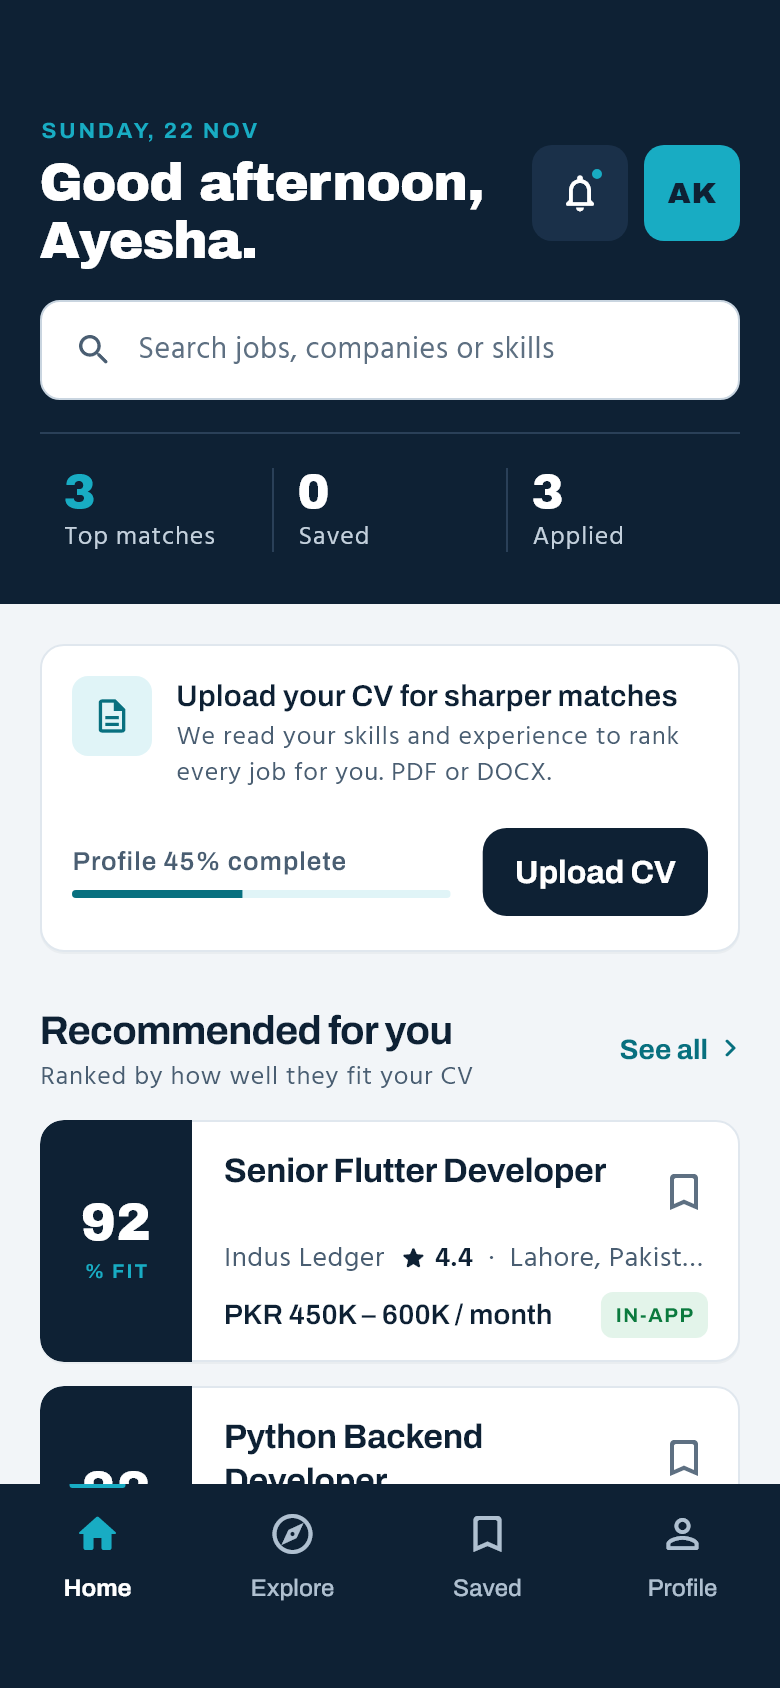 SUNDAY, 22 NOV
Good afternoon,
Ayesha.
AK
Search jobs, companies or skills
3
Top matches
0
Saved
3
Applied
Upload your CV for sharper matches
We read your skills and experience to rank
every job for you. PDF or DOCX.
Profile 45% complete
Upload CV
Recommended for you
Ranked by how well they fit your CV
See all
92
% FIT
Senior Flutter Developer
Indus Ledger ★ 4.4 · Lahore, Pakist...
PKR 450K – 600K / month
IN-APP
Python Backend
Developer
Home
Explore
Saved
Profile